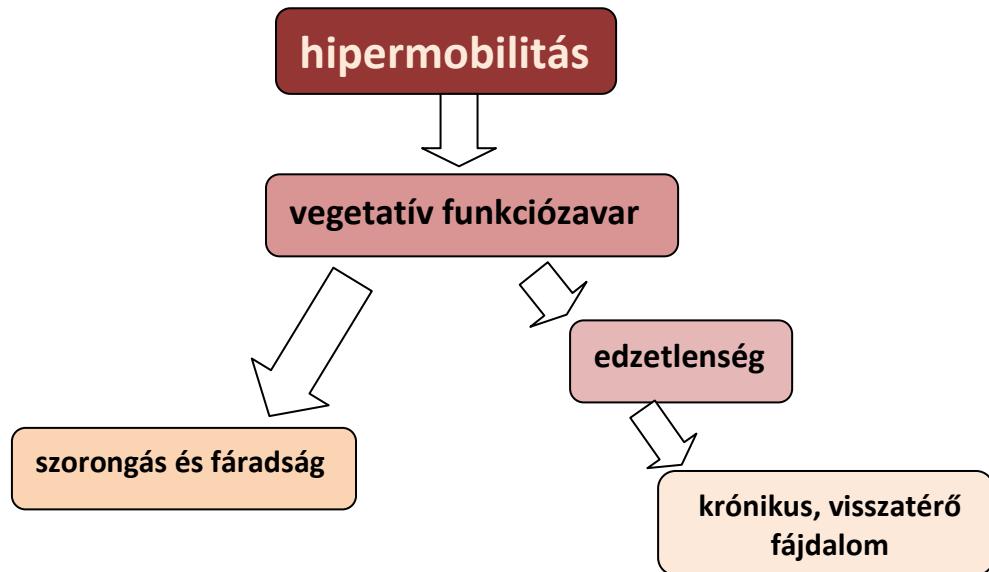 hipermobilitás
vegetatív funkciózavar
edzetlenség
szorongás és fáradság
krónikus, visszatérő
fájdalom